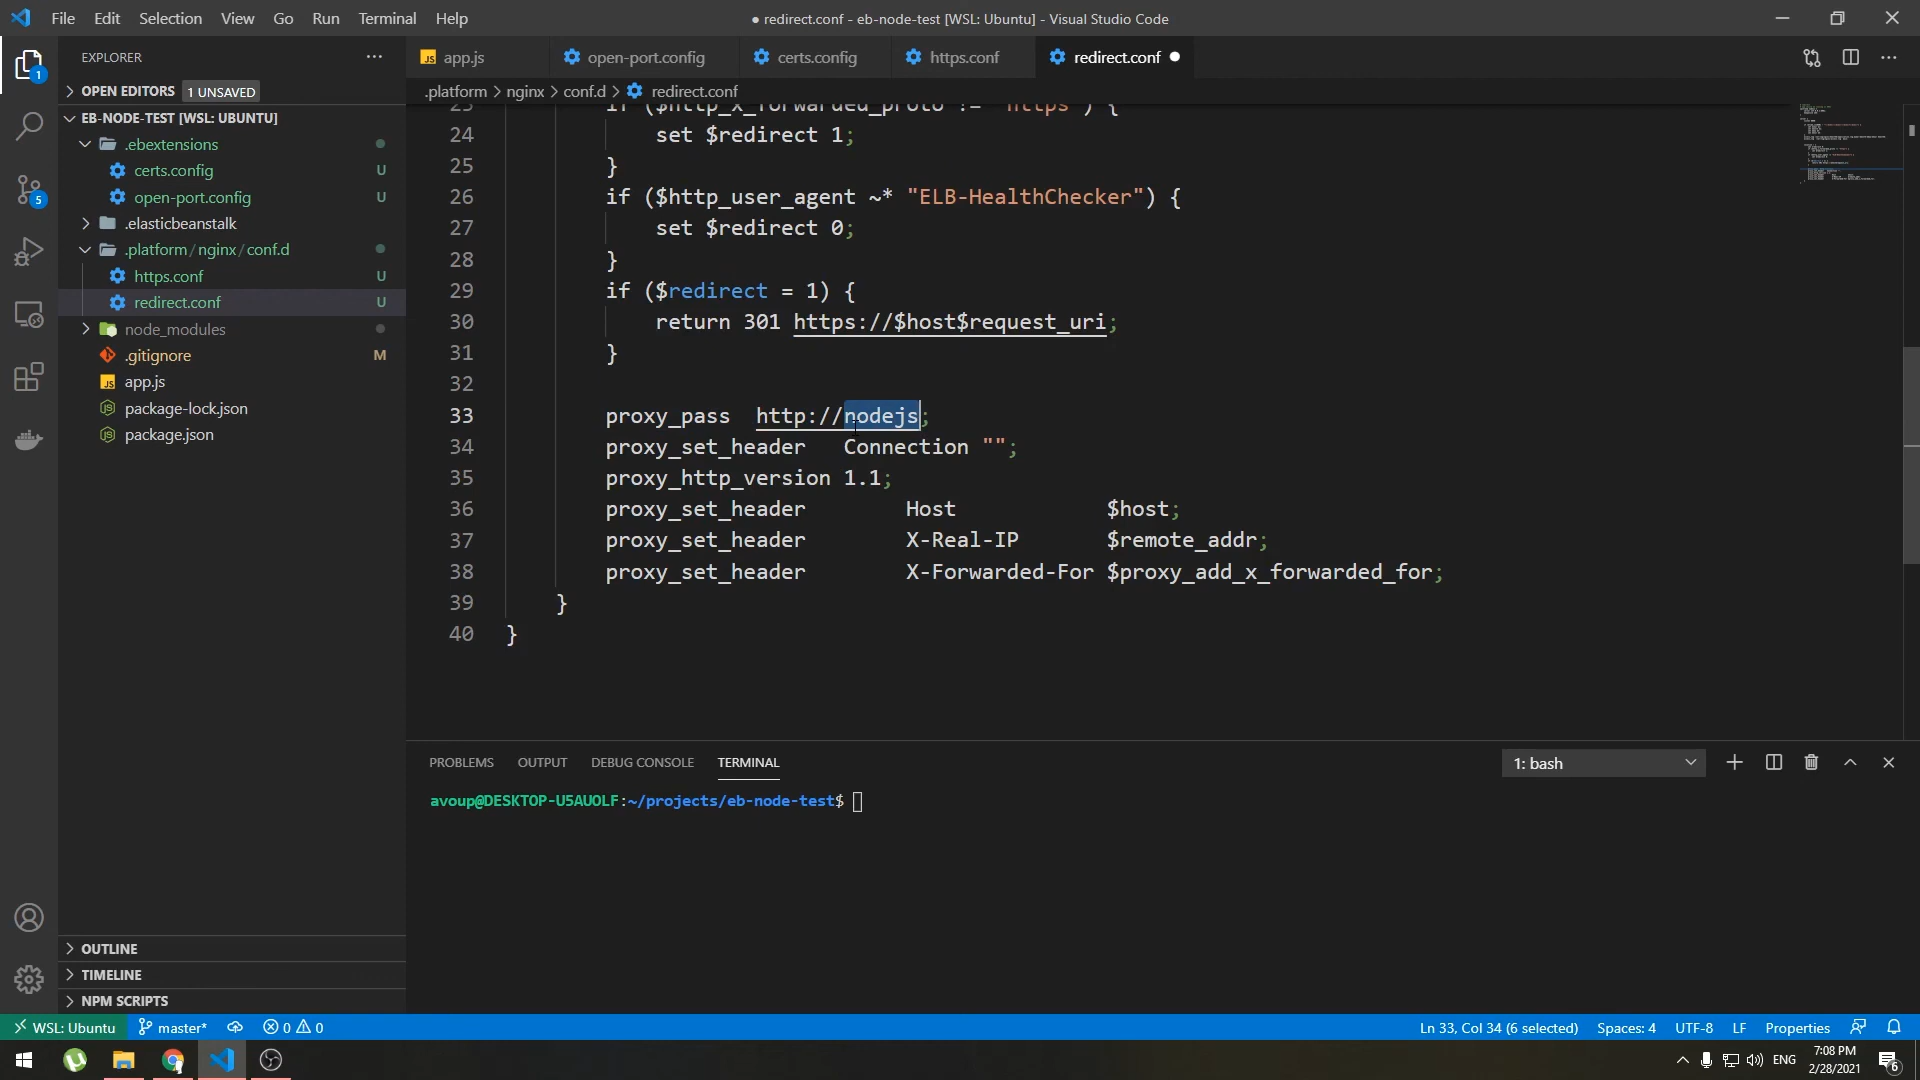 File Edit Selection View Go Run Terminal Help
● redirect.conf - eb-node-test [WSL: Ubuntu] - Visual Studio Code
EXPLORER
OPEN EDITORS 1 UNSAVED
EB-NODE-TEST [WSL: UBUNTU]
.ebextensions
certs.config U
open-port.config U
.elasticbeanstalk
.platform/nginx/conf.d
https.conf U
redirect.conf U
node_modules
.gitignore M
app.js
package-lock.json
package.json
OUTLINE
TIMELINE
NPM SCRIPTS
1
5
app.js open-port.config certs.config https.conf redirect.conf
.platform > nginx > conf.d > redirect.conf
23 if ($http_x_forwarded_proto != "https") {
24 set $redirect 1;
25 }
26 if ($http_user_agent ~* "ELB-HealthChecker") {
27 set $redirect 0;
28 }
29 if ($redirect = 1) {
30 return 301 https://$host$request_uri;
31 }
32
33 proxy_pass http://nodejs;
34 proxy_set_header Connection "";
35 proxy_http_version 1.1;
36 proxy_set_header Host $host;
37 proxy_set_header X-Real-IP $remote_addr;
38 proxy_set_header X-Forwarded-For $proxy_add_x_forwarded_for;
39 }
40 }
PROBLEMS OUTPUT DEBUG CONSOLE TERMINAL 1: bash
avoup@DESKTOP-U5AUOLF:~/projects/eb-node-test$
WSL: Ubuntu master* 0 0 Ln 33, Col 34 (6 selected) Spaces: 4 UTF-8 LF Properties
ENG 7:08 PM
2/28/2021
6